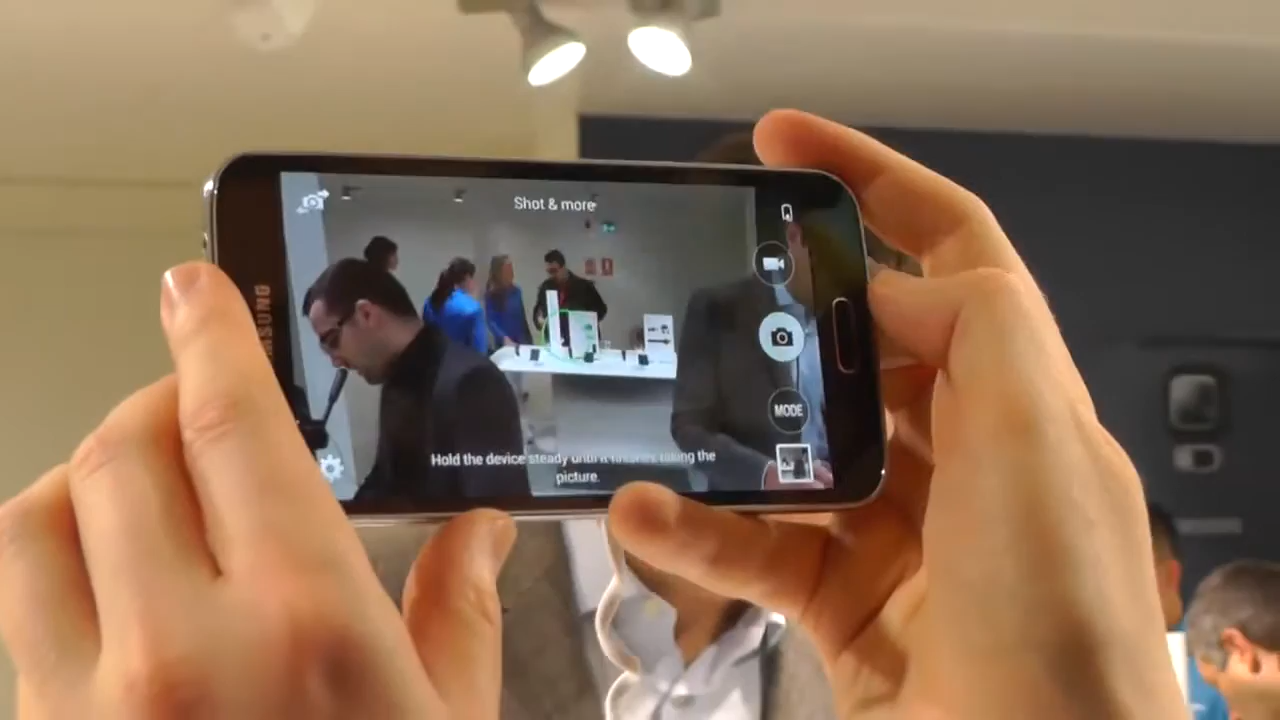 Shot & more
SAMSUNG
MODE
Hold the device steady until it finishes taking the
picture.